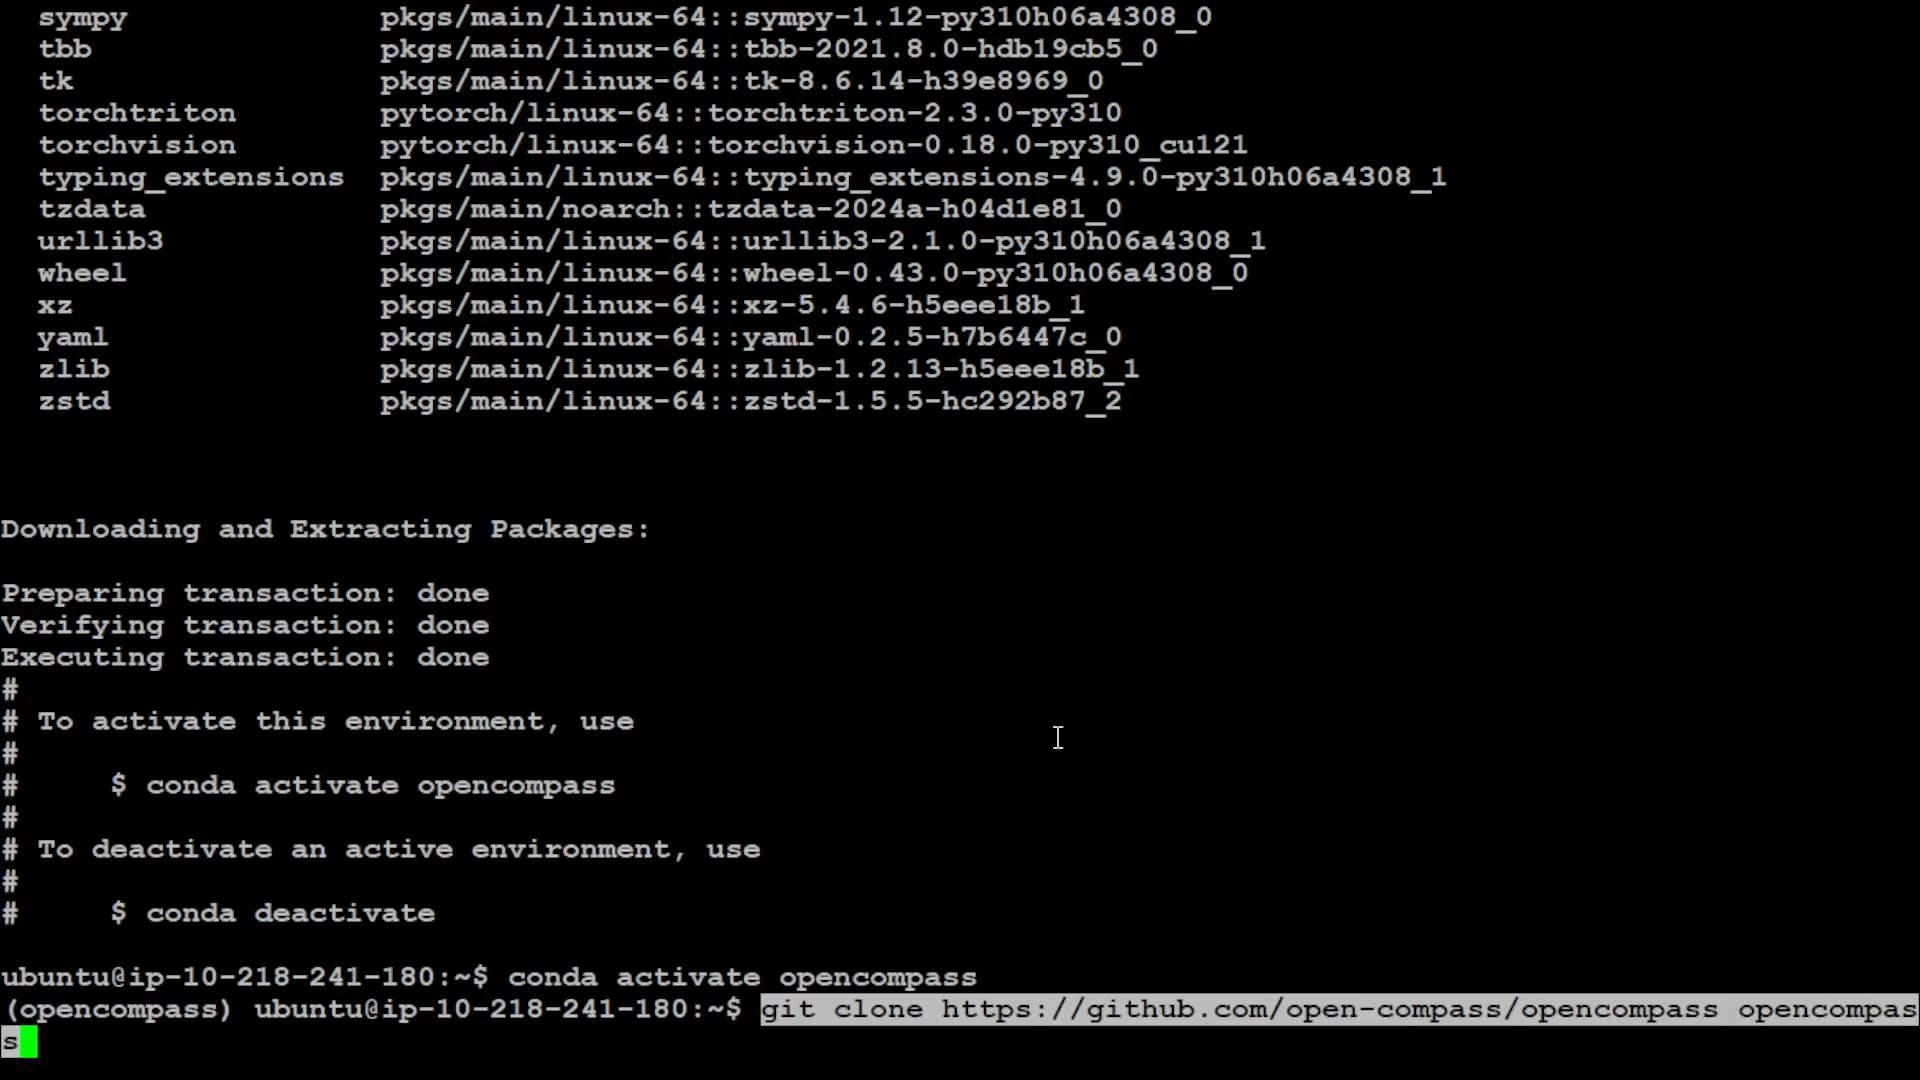 sympy pkgs/main/linux-64::sympy-1.12-py310h06a4308_0
tbb pkgs/main/linux-64::tbb-2021.8.0-hdb19cb5_0
tk pkgs/main/linux-64::tk-8.6.14-h39e8969_0
torchtriton pytorch/linux-64::torchtriton-2.3.0-py310
torchvision pytorch/linux-64::torchvision-0.18.0-py310_cu121
typing_extensions pkgs/main/linux-64::typing_extensions-4.9.0-py310h06a4308_1
tzdata pkgs/main/noarch::tzdata-2024a-h04d1e81_0
urllib3 pkgs/main/linux-64::urllib3-2.1.0-py310h06a4308_1
wheel pkgs/main/linux-64::wheel-0.43.0-py310h06a4308_0
xz pkgs/main/linux-64::xz-5.4.6-h5eee18b_1
yaml pkgs/main/linux-64::yaml-0.2.5-h7b6447c_0
zlib pkgs/main/linux-64::zlib-1.2.13-h5eee18b_1
zstd pkgs/main/linux-64::zstd-1.5.5-hc292b87_2
Downloading and Extracting Packages:
Preparing transaction: done
Verifying transaction: done
Executing transaction: done
#
# To activate this environment, use
#
# $ conda activate opencompass
#
# To deactivate an active environment, use
#
# $ conda deactivate
ubuntu@ip-10-218-241-180:~$ conda activate opencompass
(opencompass) ubuntu@ip-10-218-241-180:~$ git clone https://github.com/open-compass/opencompass opencompas
s